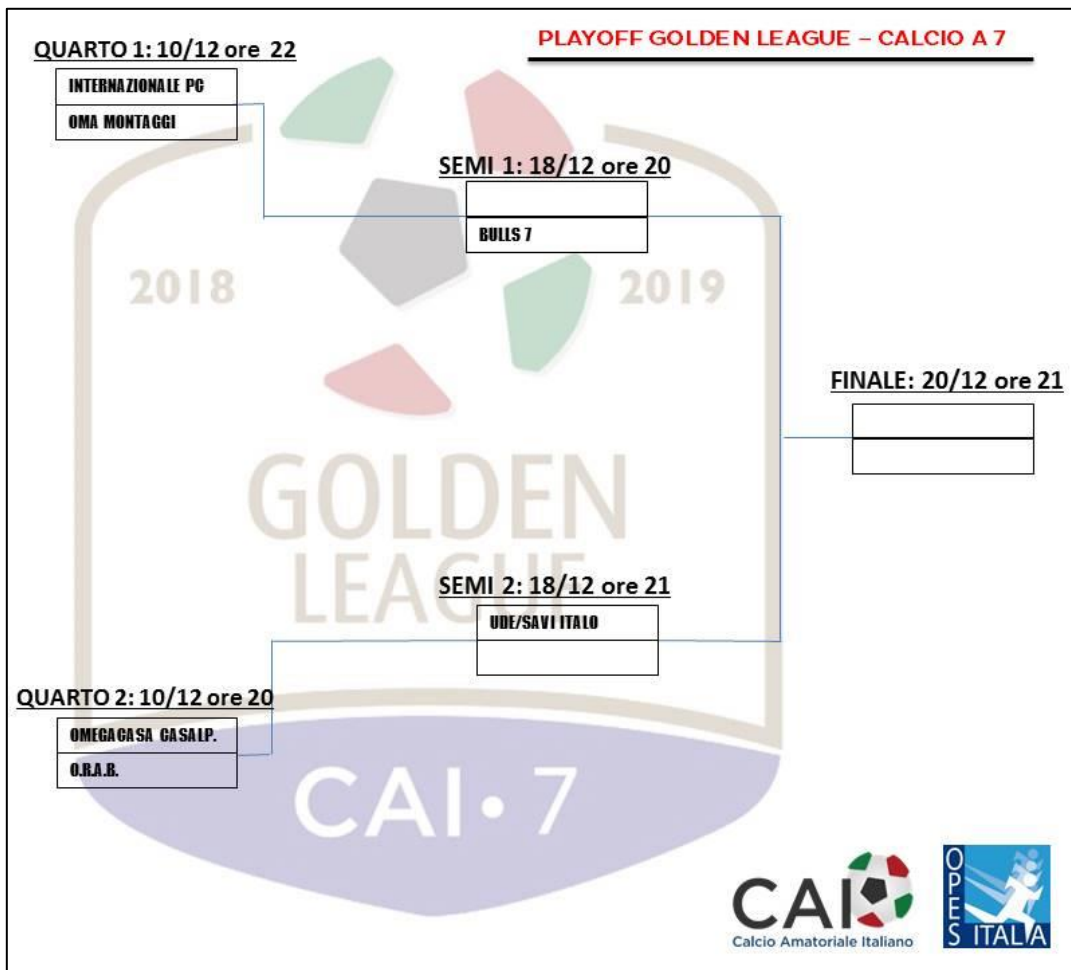 PLAYOFF GOLDEN LEAGUE – CALCIO A 7
QUARTO 1: 10/12 ore 22
INTERNAZIONALE PC
OMA MONTAGGI
SEMI 1: 18/12 ore 20
BULLS 7
2018
2019
FINALE: 20/12 ore 21
GOLDEN
LEAGUE
SEMI 2: 18/12 ore 21
UDE/SAVI ITALO
QUARTO 2: 10/12 ore 20
OMEGACASA CASALP.
O.R.A.B.
CAI • 7
CAI
Calcio Amatoriale Italiano
OPES
ITALIA